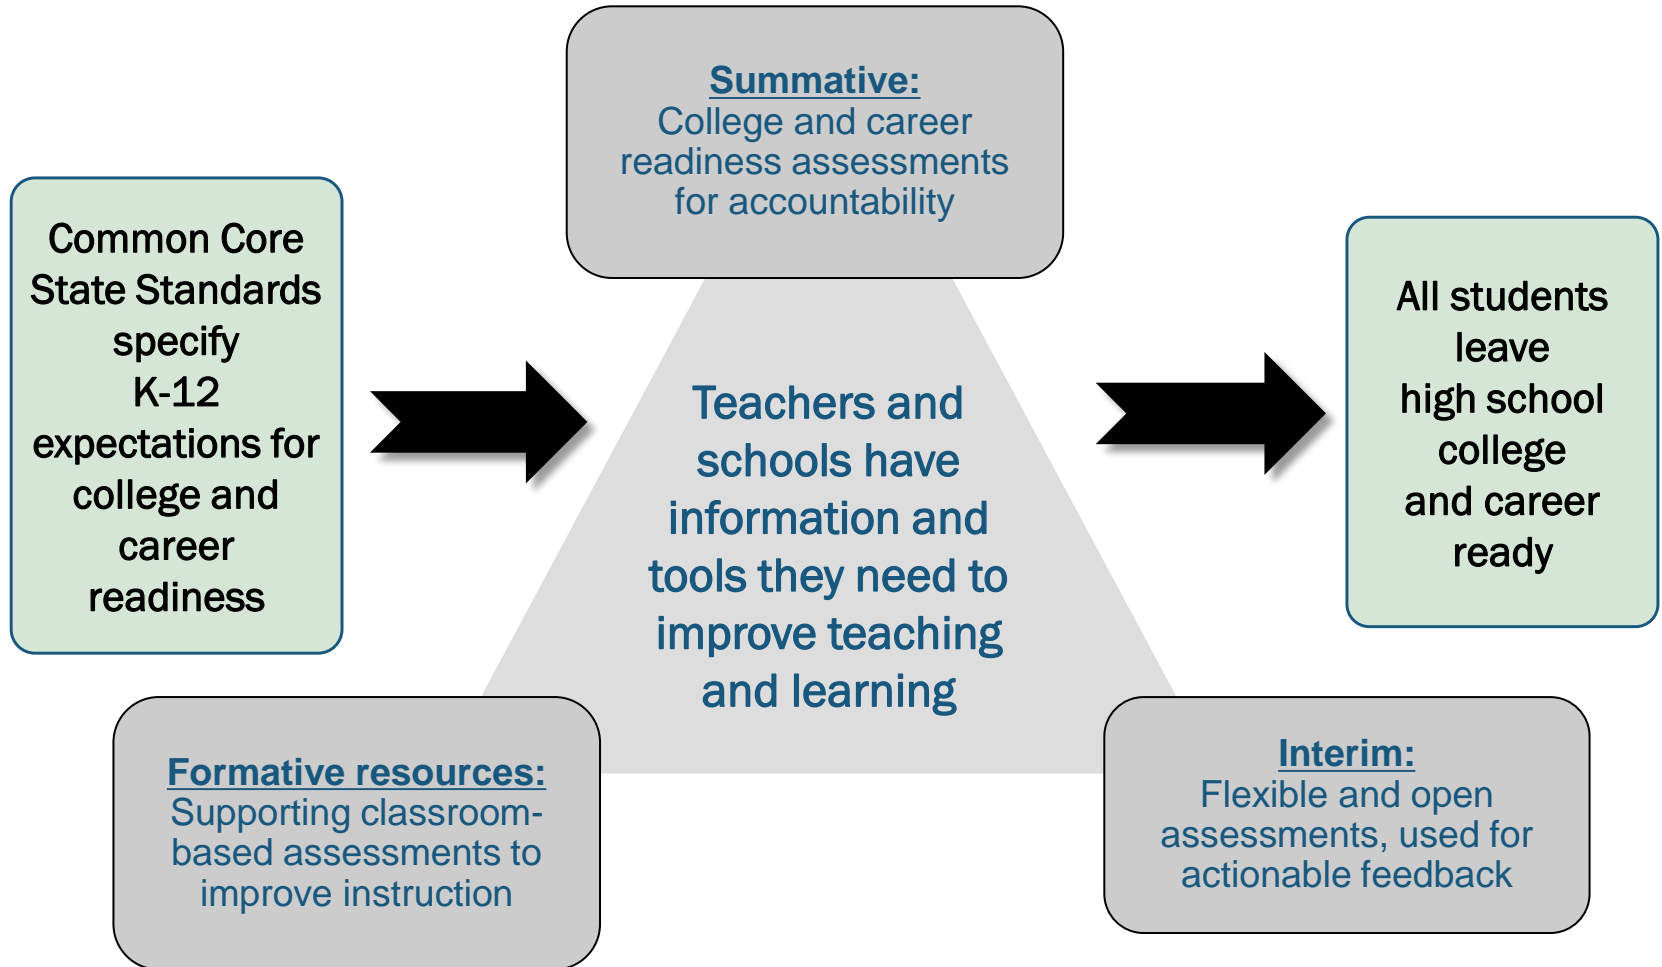 Summative:
College and career
readiness assessments
for accountability
Common Core
State Standards
specify
K-12
expectations for
college and
career
readiness
Teachers and
schools have
information and
tools they need to
improve teaching
and learning
All students
leave
high school
college
and career
ready
Formative resources:
Supporting classroom-
based assessments to
improve instruction
Interim:
Flexible and open
assessments, used for
actionable feedback